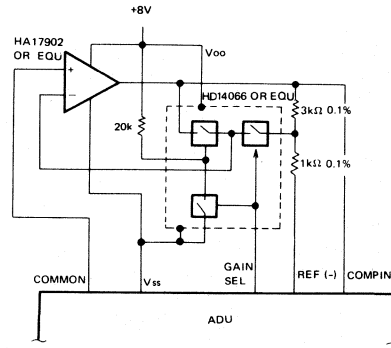 +8V
HA17902
OR EQU
VDD
HD14066 OR EQU
+
−
20k
3kΩ 0.1%
1kΩ 0.1%
COMMON
Vss
GAIN
SEL
REF (-)
COMPIN
ADU